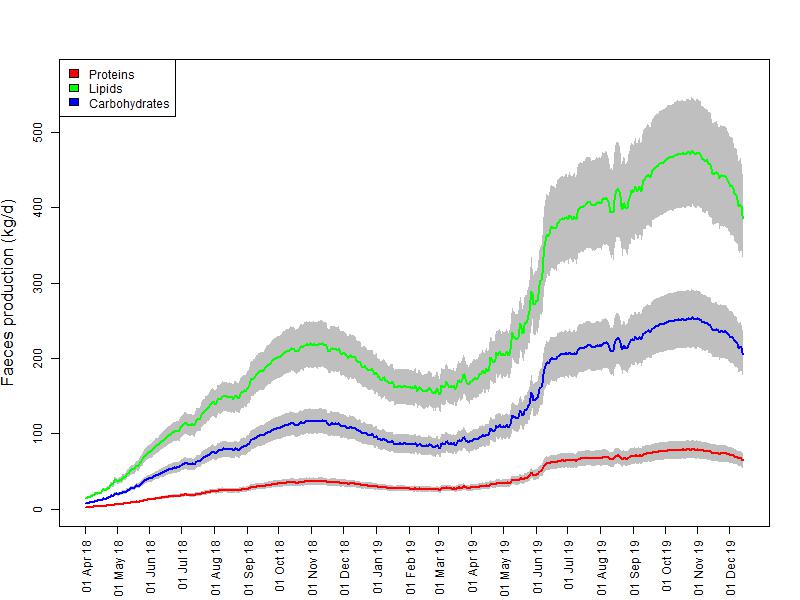 Proteins
Lipids
Carbohydrates
Faeces production (kg/d)
500
400
300
200
100
0
01 Apr 18
01 May 18
01 Jun 18
01 Jul 18
01 Aug 18
01 Sep 18
01 Oct 18
01 Nov 18
01 Dec 18
01 Jan 19
01 Feb 19
01 Mar 19
01 Apr 19
01 May 19
01 Jun 19
01 Jul 19
01 Aug 19
01 Sep 19
01 Oct 19
01 Nov 19
01 Dec 19